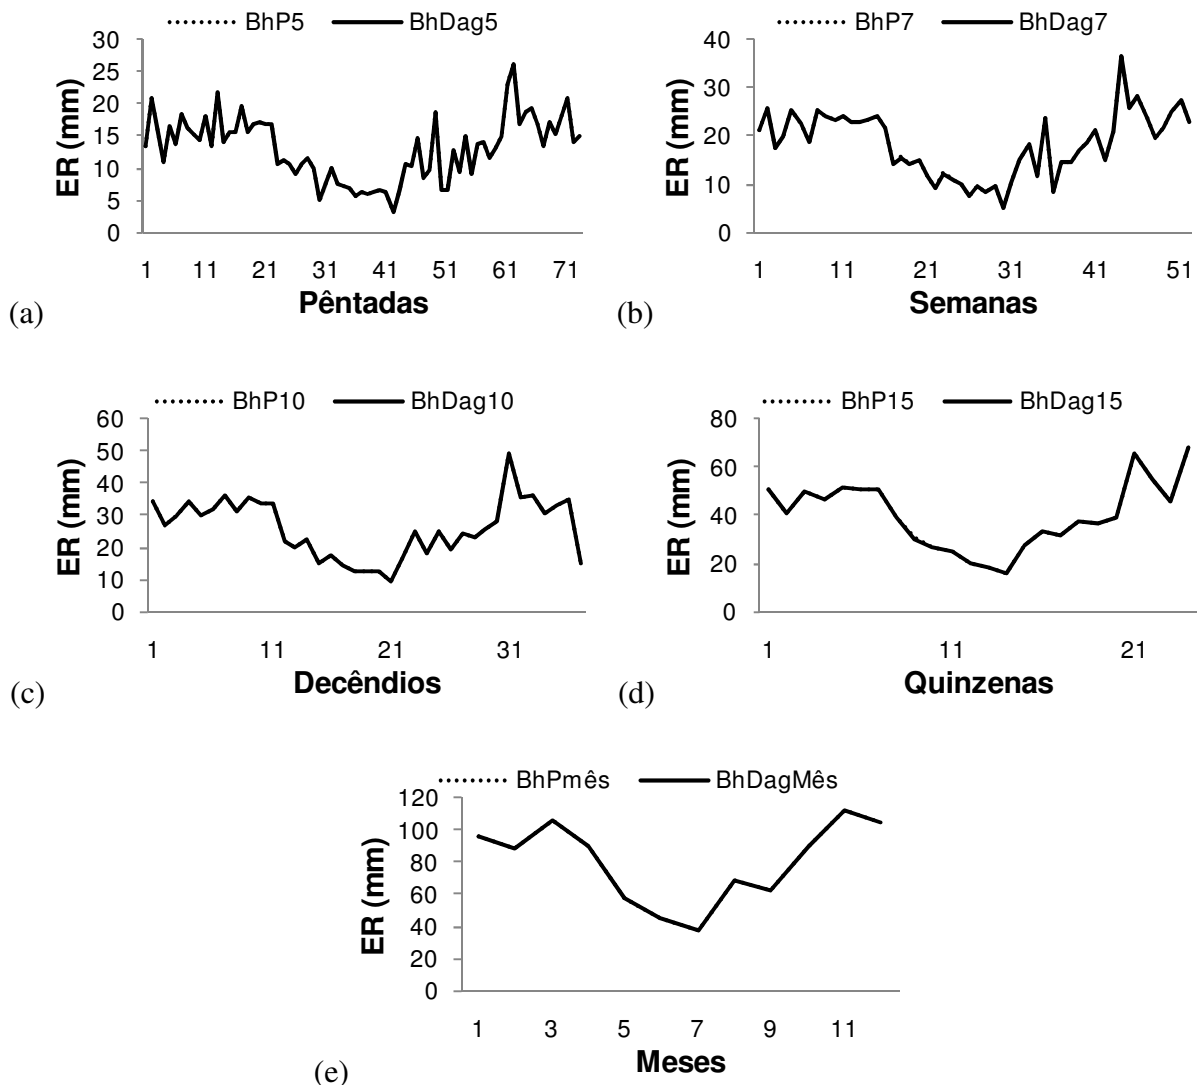 BhP5 BhDag5
30
25
20
15
10
5
0
ER (mm)
1 11 21 31 41 51 61 71
Pêntadas
(a)
BhP7 BhDag7
40
30
20
10
0
ER (mm)
1 11 21 31 41 51
Semanas
(b)
BhP10 BhDag10
60
50
40
30
20
10
0
ER (mm)
1 11 21 31
Decêndios
(c)
BhP15 BhDag15
80
60
40
20
0
ER (mm)
1 11 21
Quinzenas
(d)
BhPmês BhDagMês
120
100
80
60
40
20
0
ER (mm)
1 3 5 7 9 11
Meses
(e)